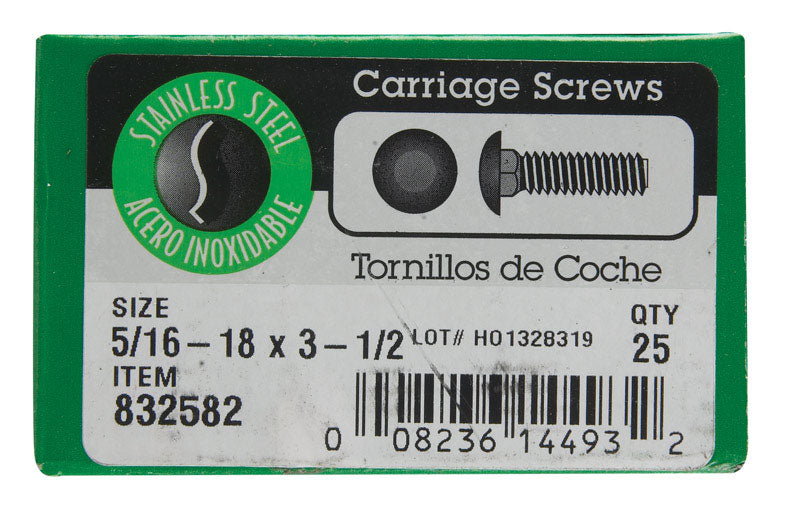 STAINLESS STEEL
ACERO INOXIDABLE
Carriage Screws
Tornillos de Coche
SIZE
5/16 – 18 x 3 – 1/2
LOT# H01328319
QTY
25
ITEM
832582
0 08236 14493 2